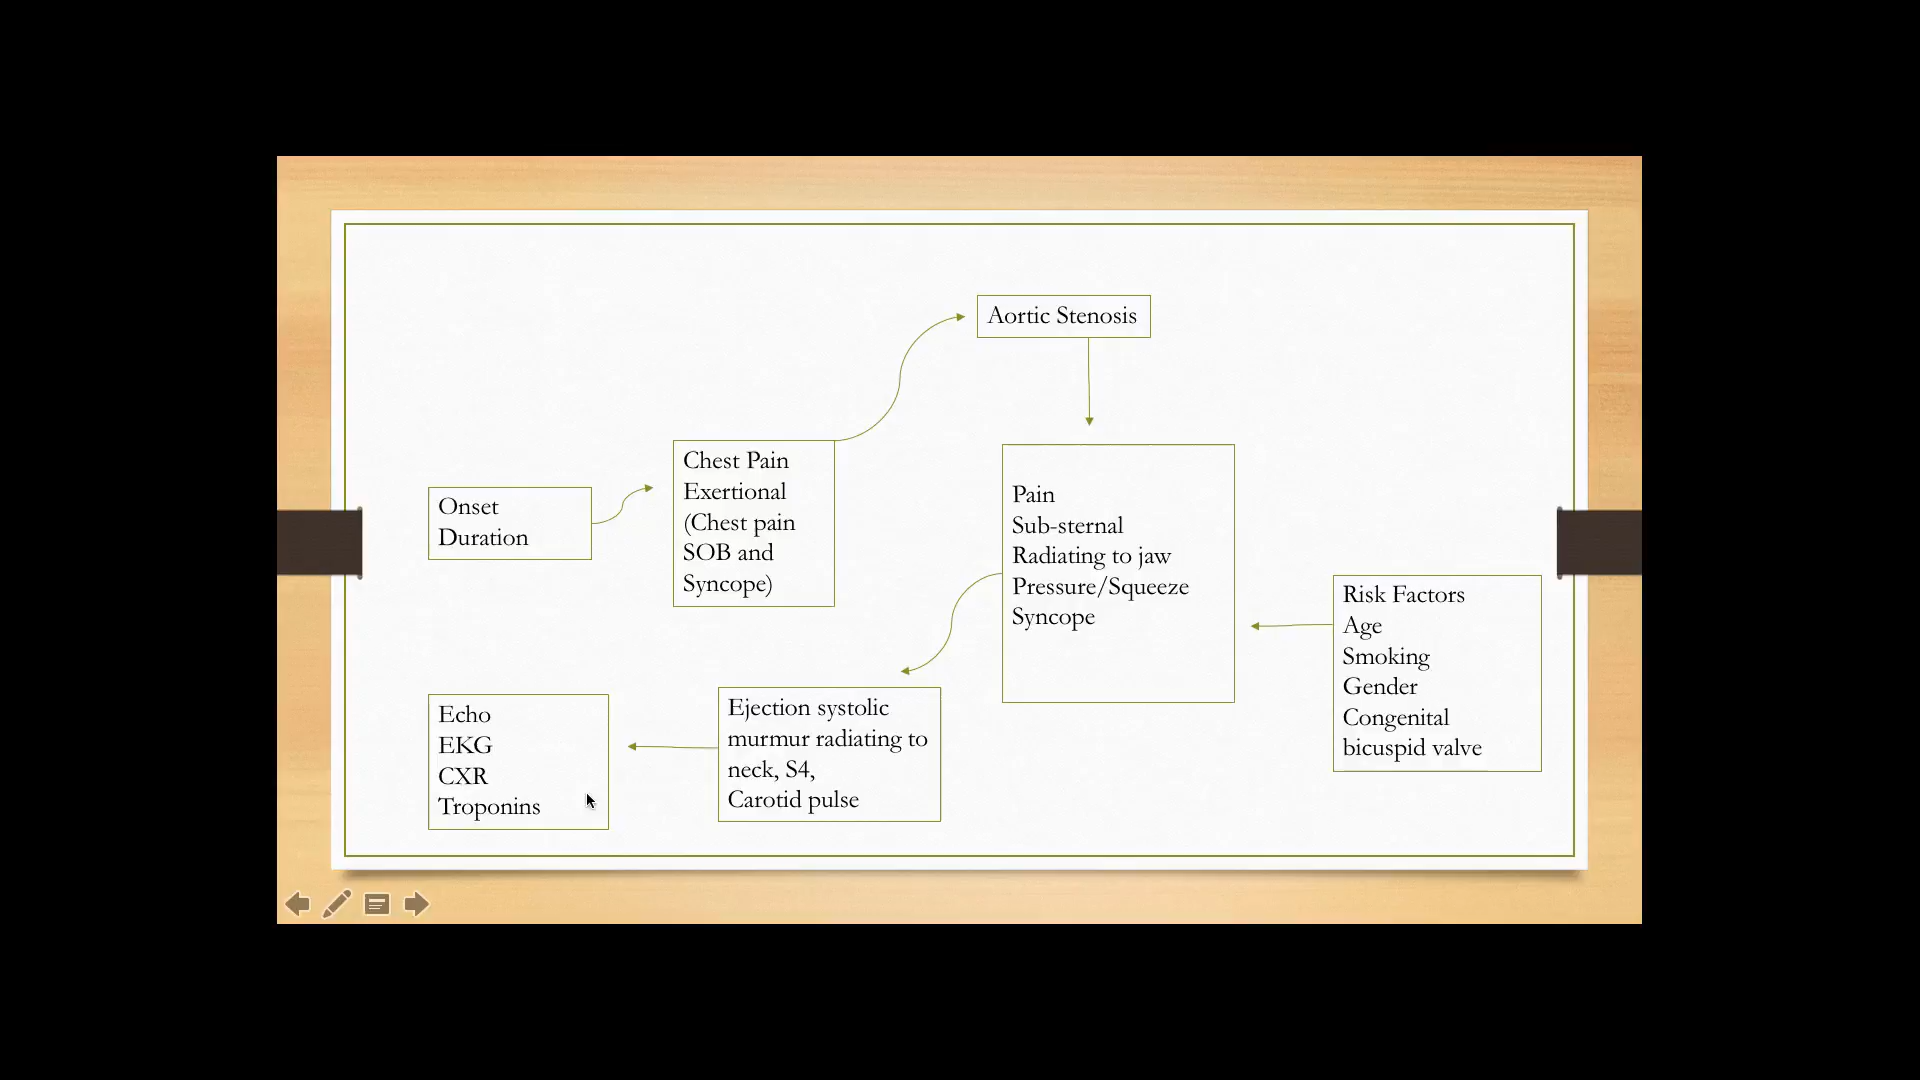 Aortic Stenosis
Onset
Duration
Chest Pain
Exertional
(Chest pain
SOB and
Syncope)
Pain
Sub-sternal
Radiating to jaw
Pressure/Squeeze
Syncope
Risk Factors
Age
Smoking
Gender
Congenital
bicuspid valve
Ejection systolic
murmur radiating to
neck, S4,
Carotid pulse
Echo
EKG
CXR
Troponins